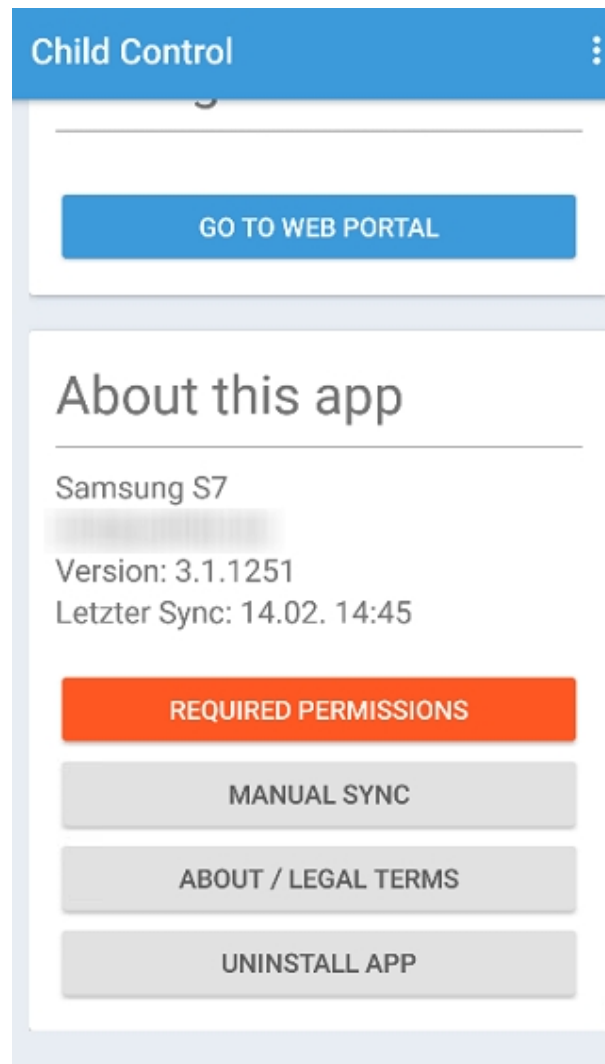 Child Control
GO TO WEB PORTAL
About this app
Samsung S7
Version: 3.1.1251
Letzter Sync: 14.02. 14:45
REQUIRED PERMISSIONS
MANUAL SYNC
ABOUT / LEGAL TERMS
UNINSTALL APP